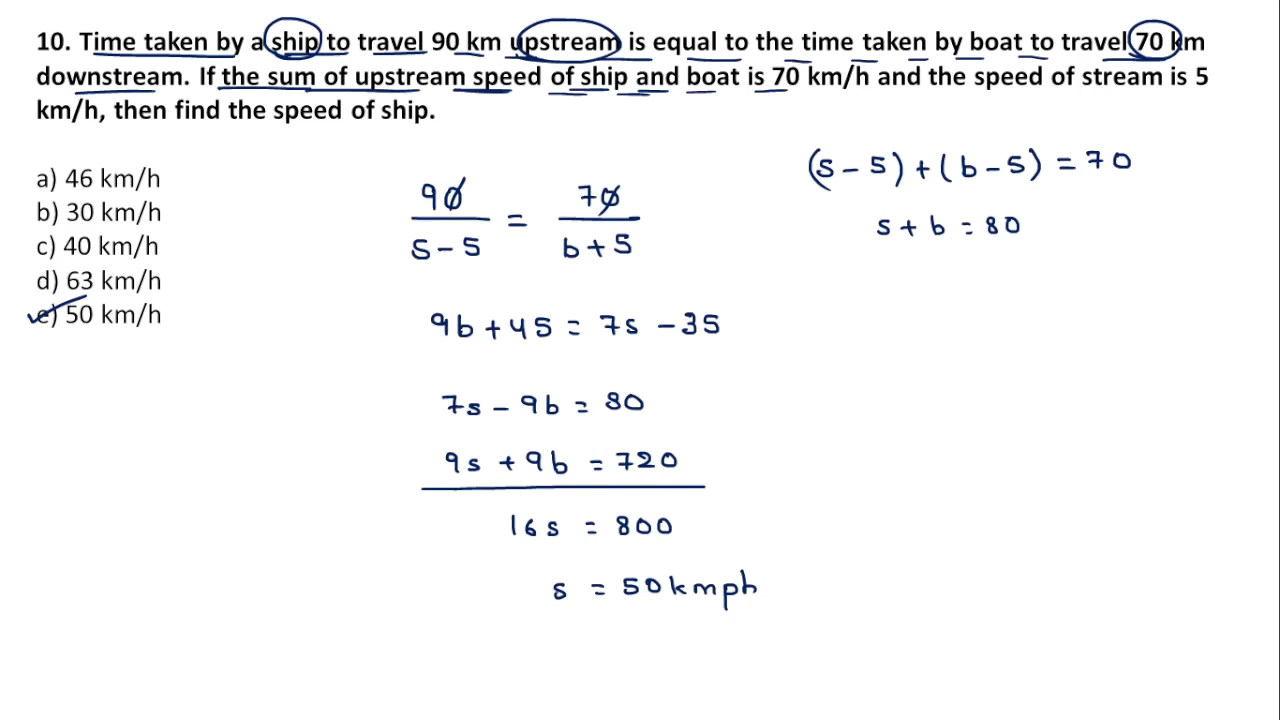 10. Time taken by a ship to travel 90 km upstream is equal to the time taken by boat to travel 70 km
downstream. If the sum of upstream speed of ship and boat is 70 km/h and the speed of stream is 5
km/h, then find the speed of ship.
a) 46 km/h
b) 30 km/h
c) 40 km/h
d) 63 km/h
e) 50 km/h
90/(s-5) = 70/(b+5)
9b + 45 = 7s - 35
7s - 9b = 80
9s + 9b = 720
16s = 800
s = 50 kmph
(s-5) + (b-5) = 70
s + b = 80